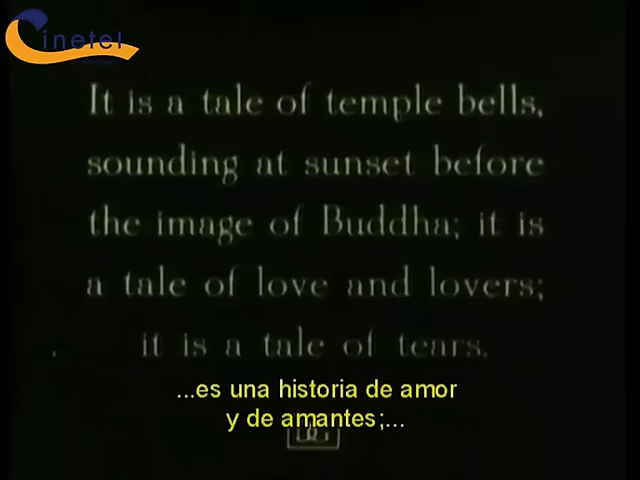 Cinetel
It is a tale of temple bells,
sounding at sunset before
the image of Buddha; it is
a tale of love and lovers;
it is a tale of tears.
...es una historia de amor
y de amantes;...
DG